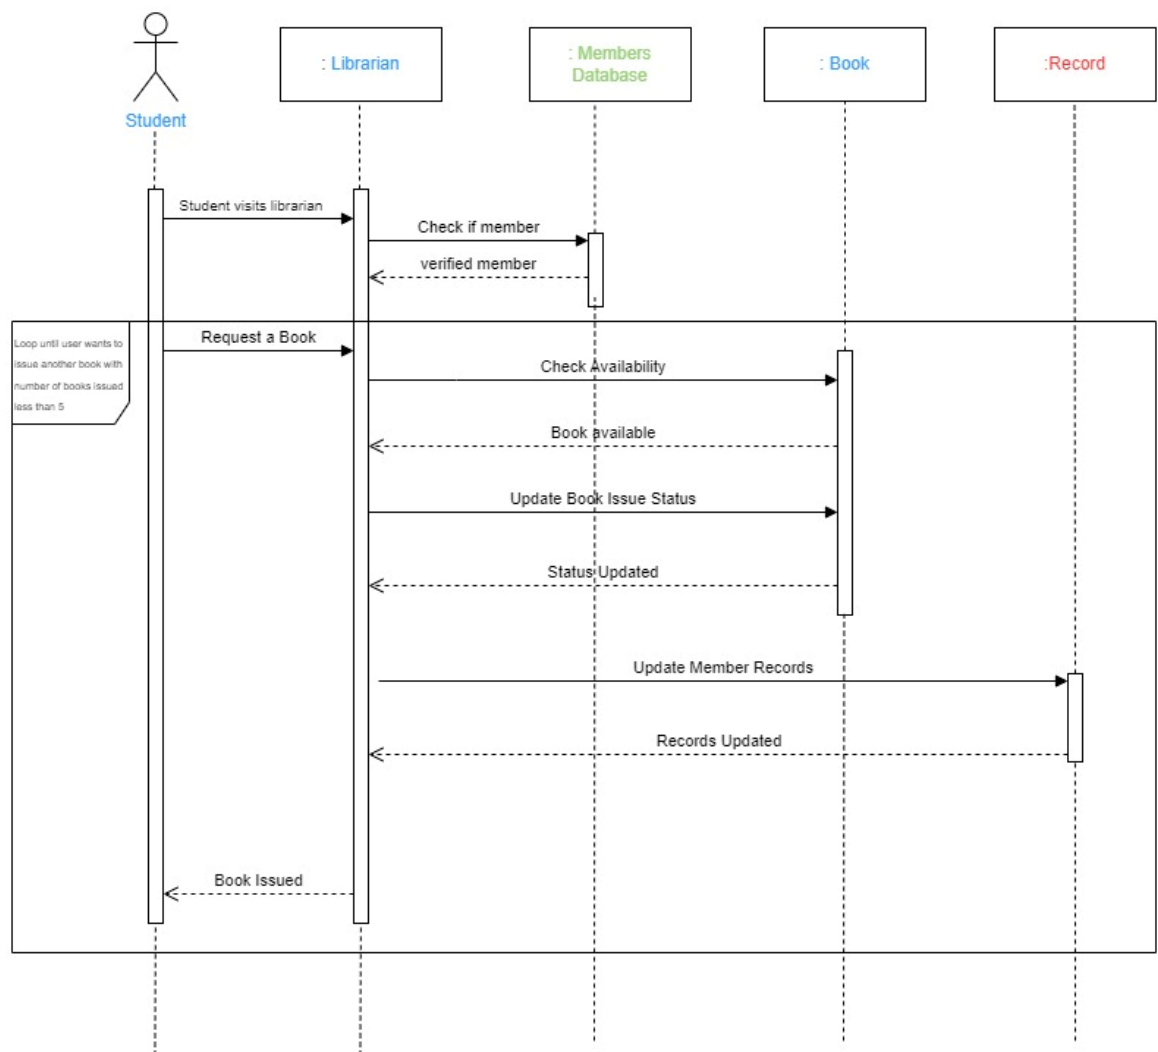 Student
: Librarian
: Members
Database
: Book
:Record
Student visits librarian
Check if member
verified member
Loop until user wants to
issue another book with
number of books issued
less than 5
Request a Book
Check Availability
Book available
Update Book Issue Status
Status Updated
Update Member Records
Records Updated
Book Issued